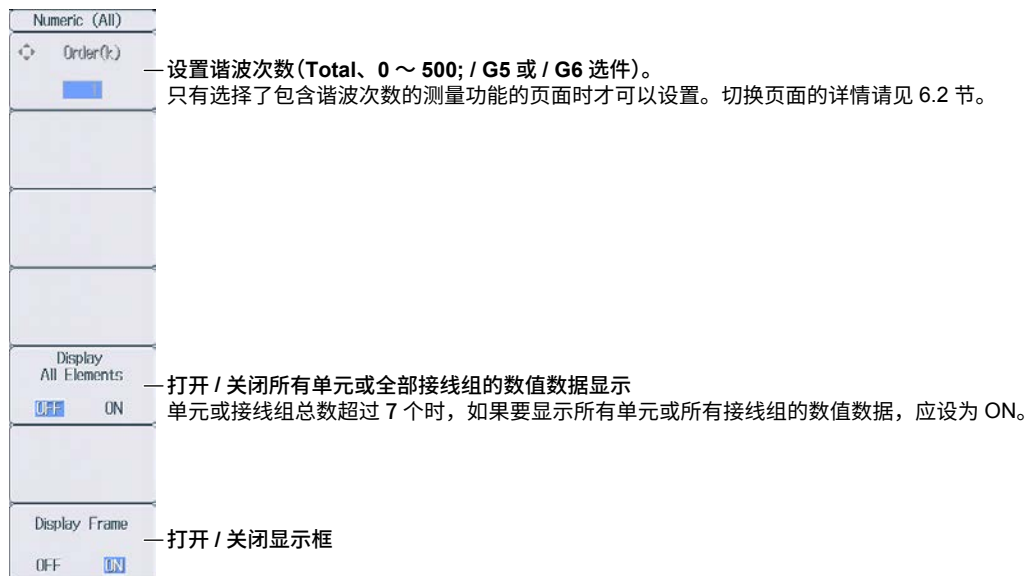 Numeric (All)
Order(k)
1
设置谐波次数(Total、0 ～ 500; / G5 或 / G6 选件)。
只有选择了包含谐波次数的测量功能的页面时才可以设置。切换页面的详情请见 6.2 节。
Display
All Elements
OFF ON
打开 / 关闭所有单元或全部接线组的数值数据显示
单元或接线组总数超过 7 个时，如果要显示所有单元或所有接线组的数值数据，应设为 ON。
Display Frame
OFF ON
打开 / 关闭显示框